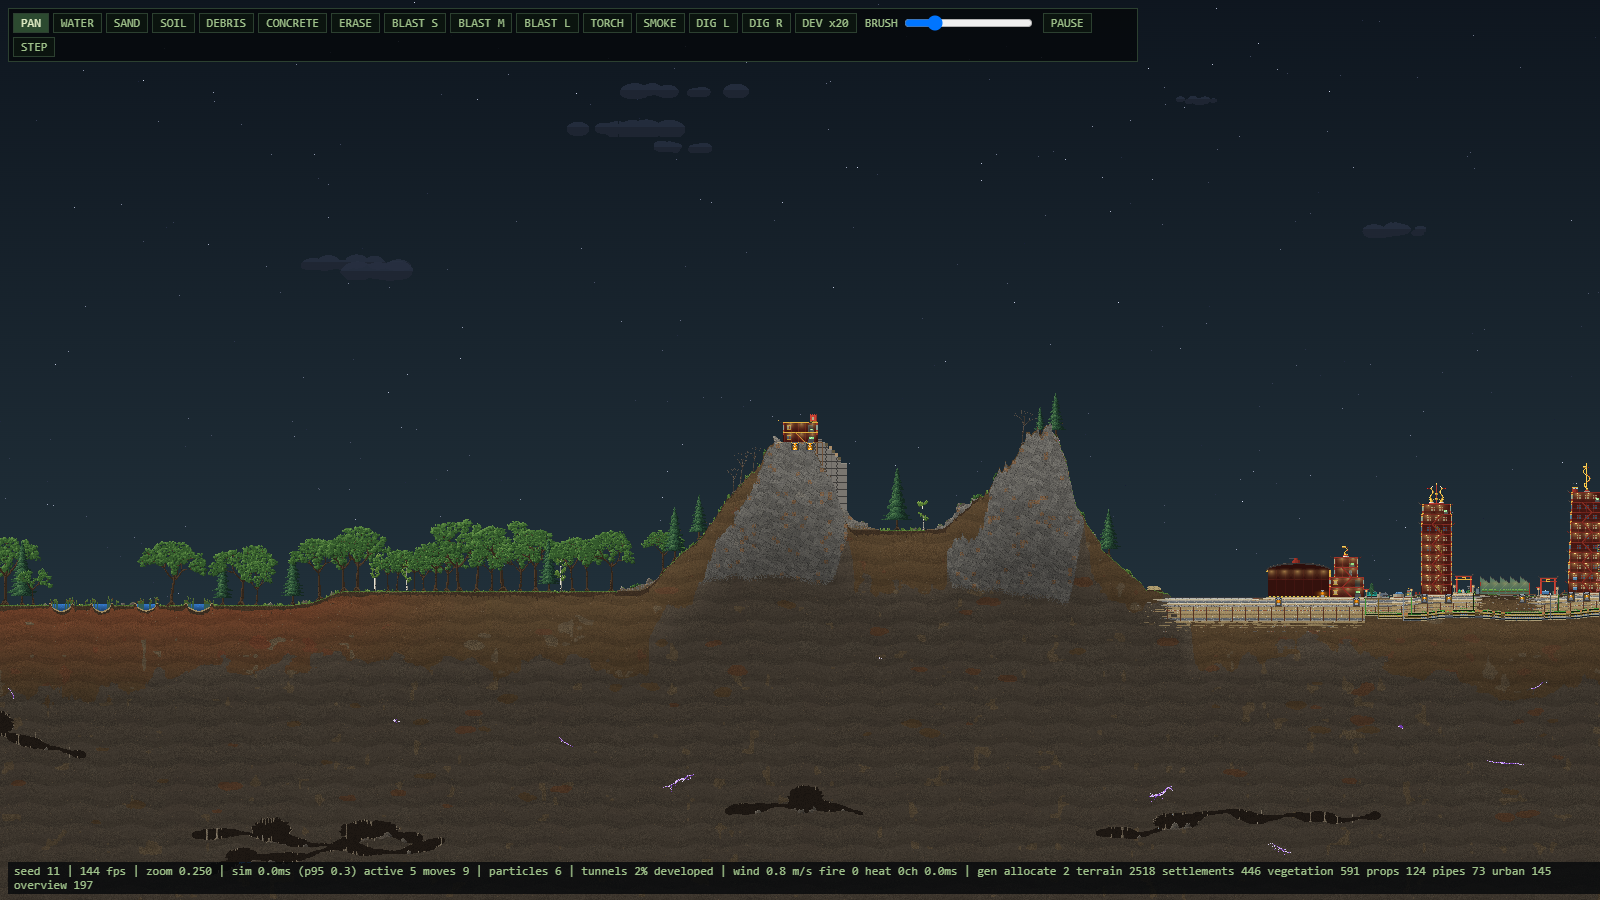 PAN WATER SAND SOIL DEBRIS CONCRETE ERASE BLAST S BLAST M BLAST L TORCH SMOKE DIG L DIG R DEV x20 BRUSH PAUSE
STEP
seed 11 | 144 fps | zoom 0.250 | sim 0.0ms (p95 0.3) active 5 moves 9 | particles 6 | tunnels 2% developed | wind 0.8 m/s fire 0 heat 0ch 0.0ms | gen allocate 2 terrain 2518 settlements 446 vegetation 591 props 124 pipes 73 urban 145
overview 197